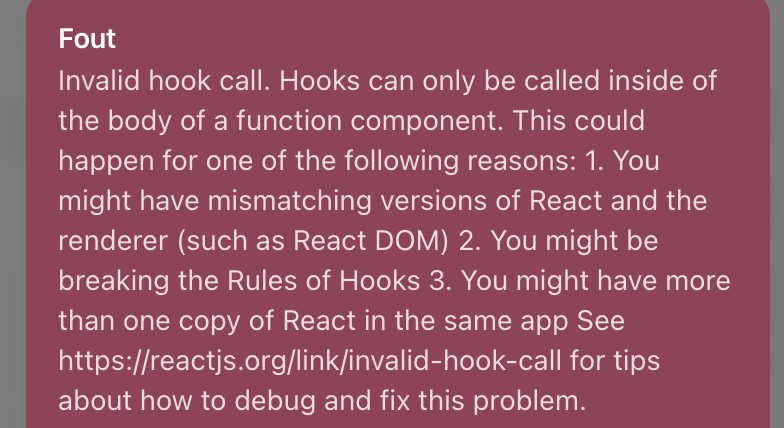 Fout
Invalid hook call. Hooks can only be called inside of
the body of a function component. This could
happen for one of the following reasons: 1. You
might have mismatching versions of React and the
renderer (such as React DOM) 2. You might be
breaking the Rules of Hooks 3. You might have more
than one copy of React in the same app See
https://reactjs.org/link/invalid-hook-call for tips
about how to debug and fix this problem.